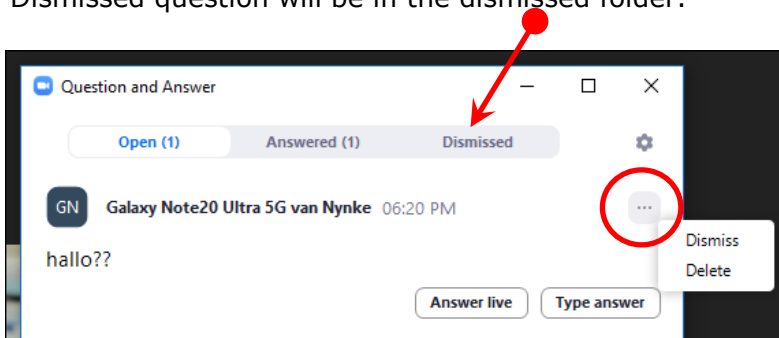 Dismissed question will be in the dismissed folder.
Question and Answer
Open (1) Answered (1) Dismissed
GN Galaxy Note20 Ultra 5G van Nynke 06:20 PM
...
Dismiss
hallo??
Delete
Answer live Type answer